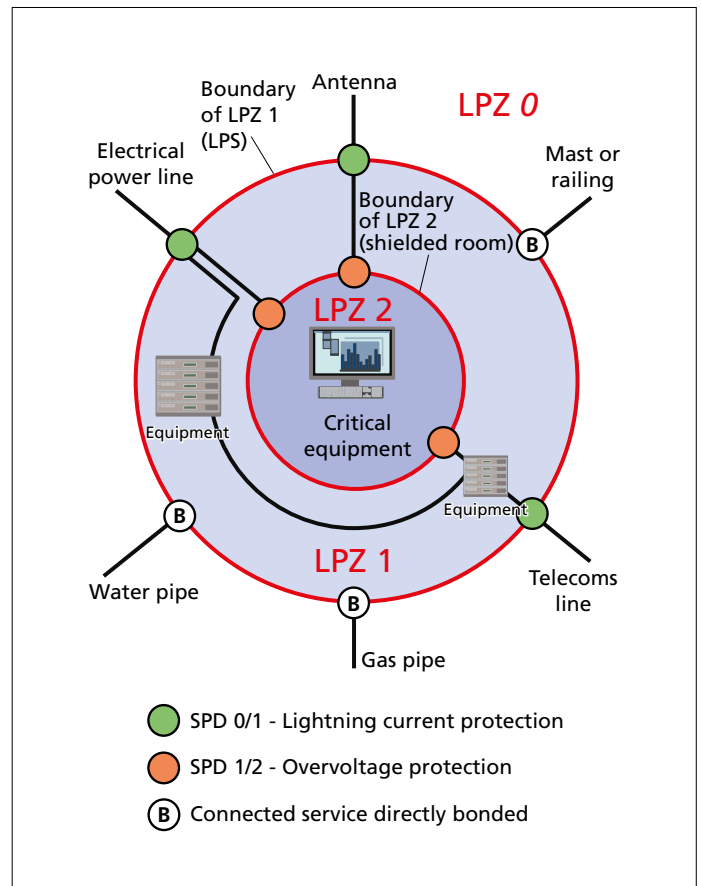 Antenna
LPZ 0
Boundary
of LPZ 1
(LPS)
Electrical
power line
Mast or
railing
Boundary
of LPZ 2
(shielded room)
B
LPZ 2
Equipment
Critical
equipment
Equipment
B
LPZ 1
Water pipe
B
Telecoms
line
Gas pipe
SPD 0/1 - Lightning current protection
SPD 1/2 - Overvoltage protection
B Connected service directly bonded